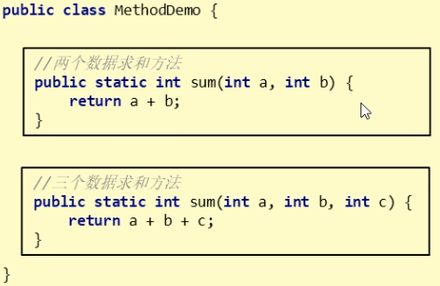 public class MethodDemo {
//两个数据求和方法
public static int sum(int a, int b) {
return a + b;
}
//三个数据求和方法
public static int sum(int a, int b, int c) {
return a + b + c;
}
}